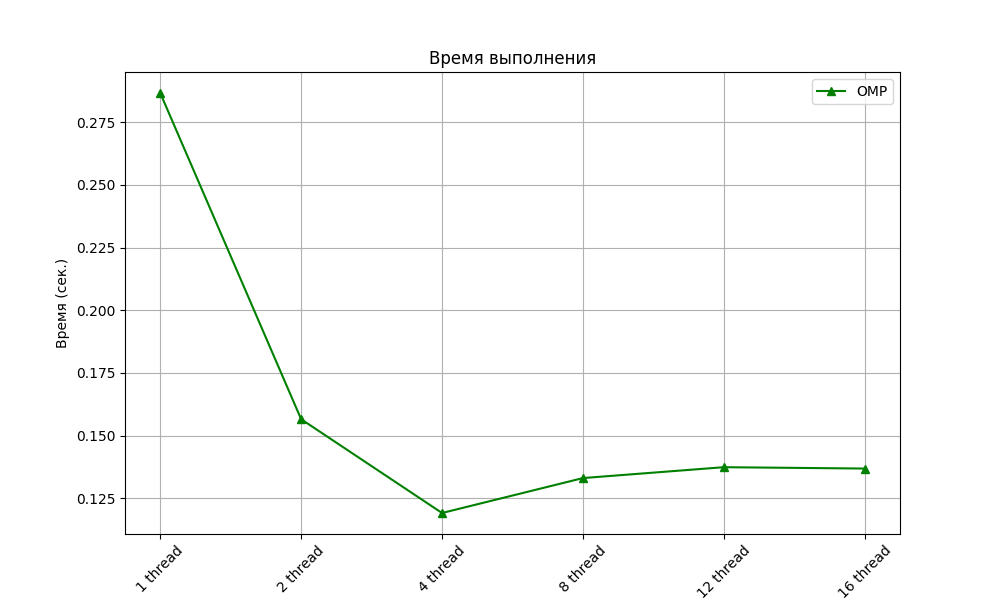 Время выполнения
OMP
Время (сек.)
0.275
0.250
0.225
0.200
0.175
0.150
0.125
1 thread
2 thread
4 thread
8 thread
12 thread
16 thread